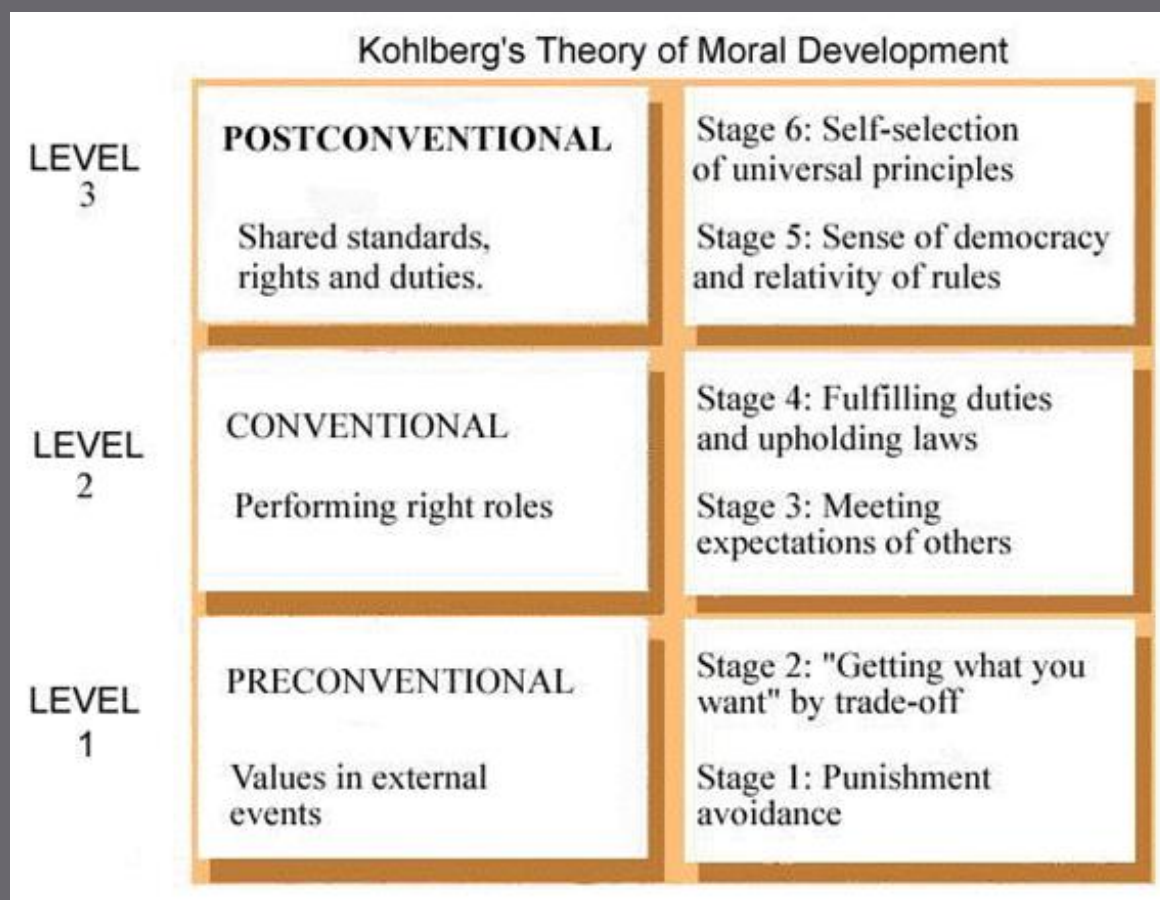 Kohlberg's Theory of Moral Development
LEVEL
3
POSTCONVENTIONAL
Shared standards,
rights and duties.
Stage 6: Self-selection
of universal principles
Stage 5: Sense of democracy
and relativity of rules
LEVEL
2
CONVENTIONAL
Performing right roles
Stage 4: Fulfilling duties
and upholding laws
Stage 3: Meeting
expectations of others
LEVEL
1
PRECONVENTIONAL
Values in external
events
Stage 2: "Getting what you
want" by trade-off
Stage 1: Punishment
avoidance